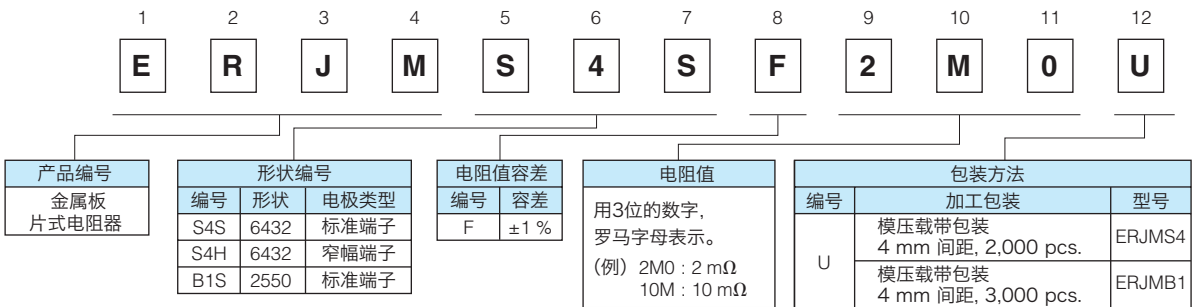 1 2 3 4 5 6 7 8 9 10 11 12
E R J M S 4 S F 2 M 0 U
产品编号
金属板
片式电阻器
形状编号
编号 形状 电极类型
S4S 6432 标准端子
S4H 6432 窄幅端子
B1S 2550 标准端子
电阻值容差
编号 容差
F ±1 %
电阻值
用3位的数字,
罗马字母表示。
（例）2M0 : 2 mΩ
10M : 10 mΩ
包装方法
编号 加工包装 型号
U
模压载带包装
4 mm 间距, 2,000 pcs.
ERJMS4
模压载带包装
4 mm 间距, 3,000 pcs.
ERJMB1